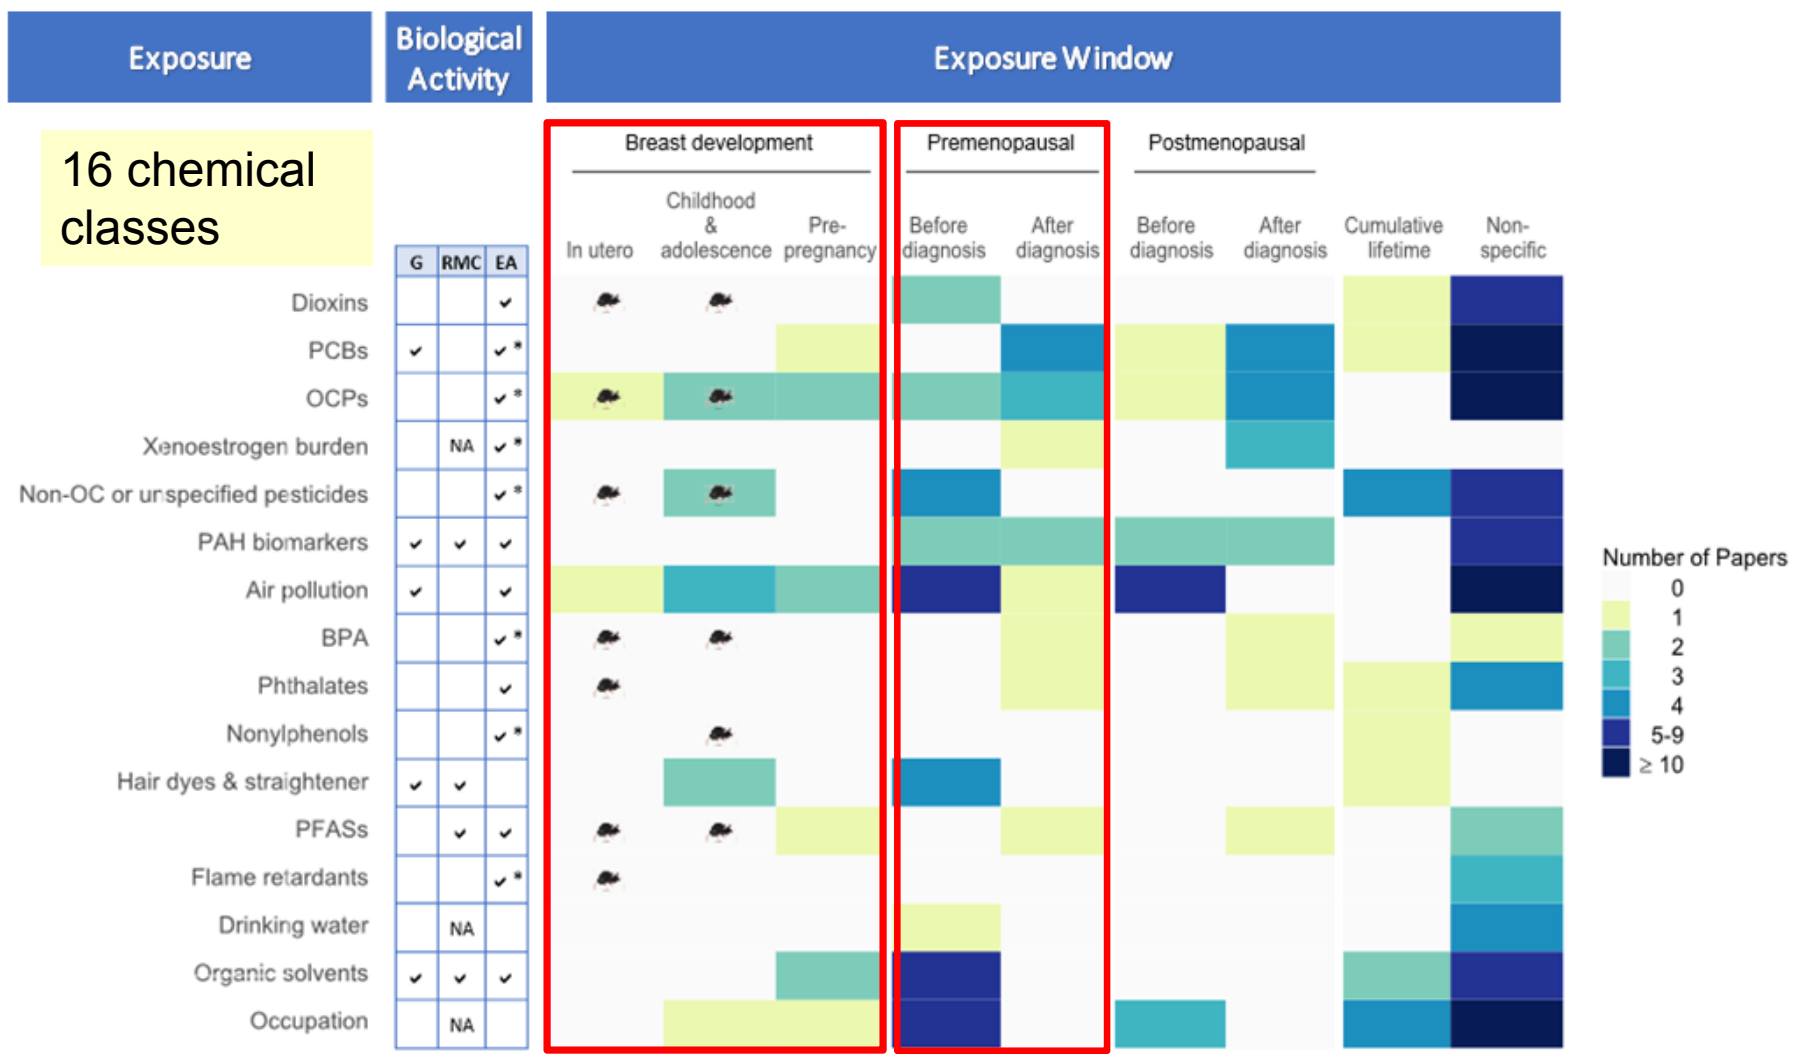 Exposure
Biological
Activity
Exposure Window
16 chemical
classes
Breast development
Premenopausal
Postmenopausal
In utero
Childhood
&
adolescence
Pre-
pregnancy
Before
diagnosis
After
diagnosis
Before
diagnosis
After
diagnosis
Cumulative
lifetime
Non-
specific
G RMC EA
Dioxins ✓
PCBs ✓ ✓*
OCPs ✓*
Xenoestrogen burden NA ✓*
Non-OC or unspecified pesticides ✓*
PAH biomarkers ✓ ✓ ✓
Air pollution ✓ ✓
BPA ✓*
Phthalates ✓
Nonylphenols ✓*
Hair dyes & straightener ✓ ✓
PFASs ✓ ✓
Flame retardants ✓*
Drinking water NA
Organic solvents ✓ ✓ ✓
Occupation NA
Number of Papers
0
1
2
3
4
5-9
≥ 10